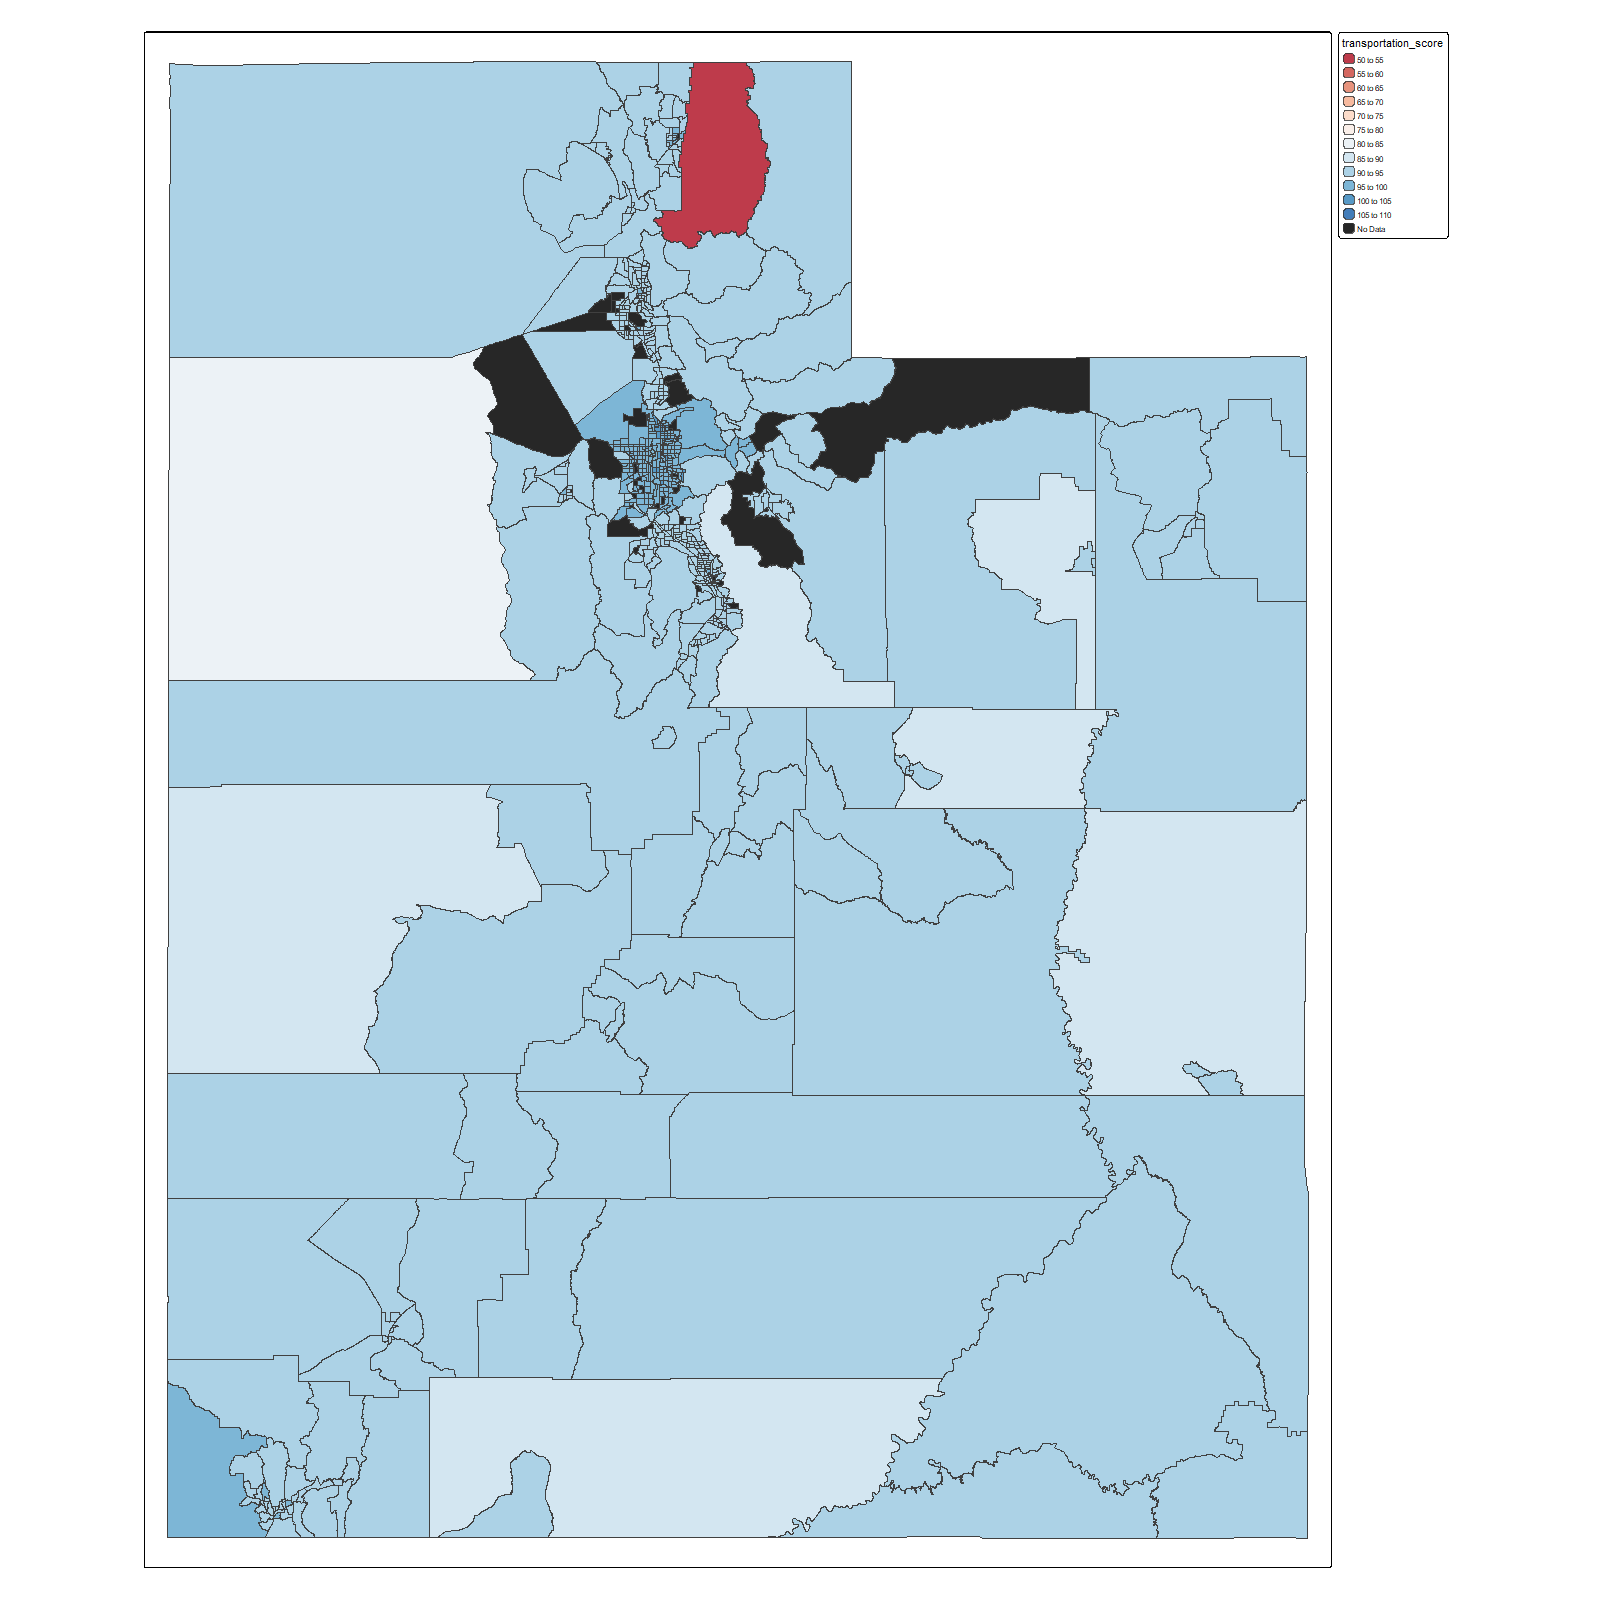 transportation_score
50 to 55
55 to 60
60 to 65
65 to 70
70 to 75
75 to 80
80 to 85
85 to 90
90 to 95
95 to 100
100 to 105
105 to 110
No Data